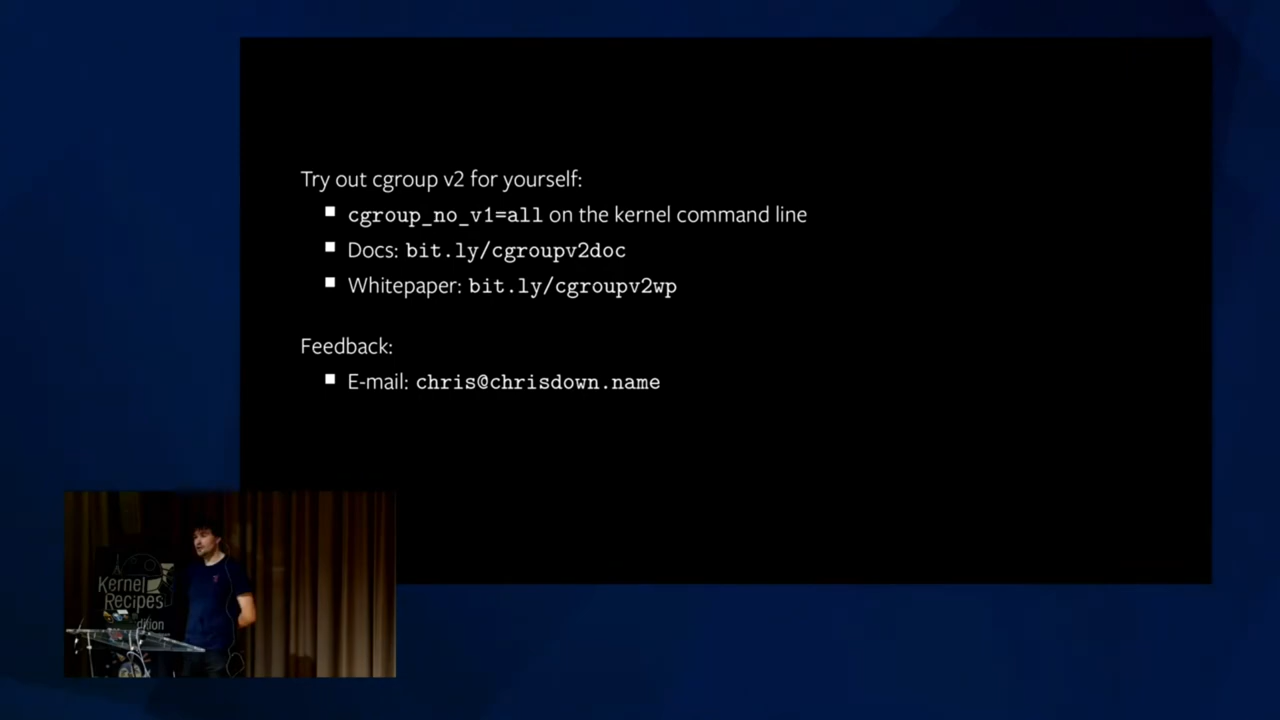 Try out cgroup v2 for yourself:
cgroup_no_v1=all on the kernel command line
Docs: bit.ly/cgroupv2doc
Whitepaper: bit.ly/cgroupv2wp
Feedback:
E-mail: chris@chrisdown.name
Kernel
Recipes